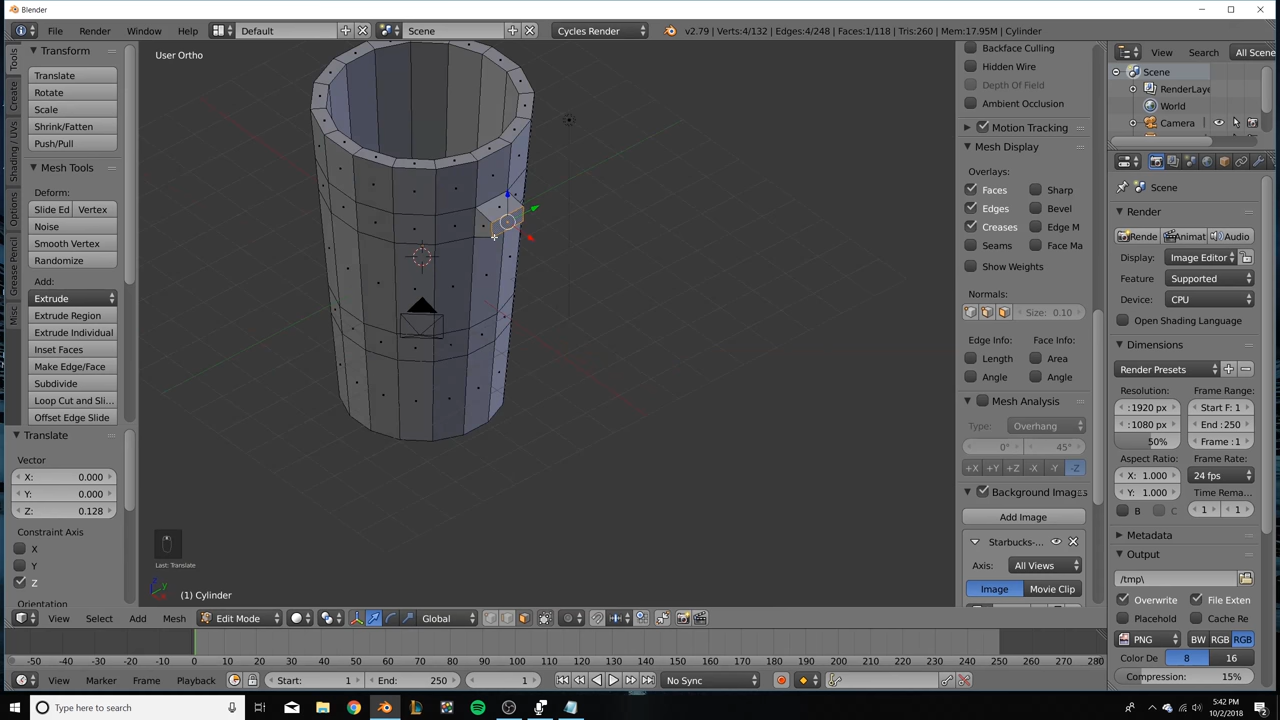 Blender
File Render Window Help Default Scene Cycles Render v2.79 | Verts:4/132 | Edges:4/248 | Faces:1/118 | Tris:260 | Mem:17.95M | Cylinder
Tools
Create
Shading / UVs
Options
Grease Pencil
Misc
Transform
Translate
Rotate
Scale
Shrink/Fatten
Push/Pull
Mesh Tools
Deform:
Slide Ed Vertex
Noise
Smooth Vertex
Randomize
Add:
Extrude
Extrude Region
Extrude Individual
Inset Faces
Make Edge/Face
Subdivide
Loop Cut and Sli...
Offset Edge Slide
Translate
Vector
X: 0.000
Y: 0.000
Z: 0.128
Constraint Axis
X
Y
Z
Orientation
User Ortho
Last: Translate
(1) Cylinder
Backface Culling
Hidden Wire
Depth Of Field
Ambient Occlusion
Motion Tracking
Mesh Display
Overlays:
Faces Sharp
Edges Bevel
Creases Edge M
Seams Face Ma
Show Weights
Normals:
Size: 0.10
Edge Info: Face Info:
Length Area
Angle Angle
Mesh Analysis
Type: Overhang
0° 45°
+X +Y +Z -X -Y -Z
Background Images
Add Image
Starbucks-...
Axis: All Views
Image Movie Clip
View Search All Scene
Scene
RenderLaye
World
Camera
Scene
Render
Rende Animat Audio
Display: Image Editor
Feature Supported
Device: CPU
Open Shading Language
Dimensions
Render Presets
Resolution: Frame Range:
1920 px Start F: 1
1080 px End :250
50% Frame :1
Aspect Ratio: Frame Rate:
X: 1.000 24 fps
Y: 1.000 Time Rema...
B C 1 1
Metadata
Output
/tmp\
Overwrite File Exten
Placehold Cache Re
PNG BW RGB RGB
Color De 8 16
Compression: 15%
View Select Add Mesh Edit Mode Global
-50 -40 -30 -20 -10 0 10 20 30 40 50 60 70 80 90 100 110 120 130 140 150 160 170 180 190 200 210 220 230 240 250 260 270 280
View Marker Frame Playback Start: 1 End: 250 1 No Sync
Type here to search
5:42 PM
10/2/2018